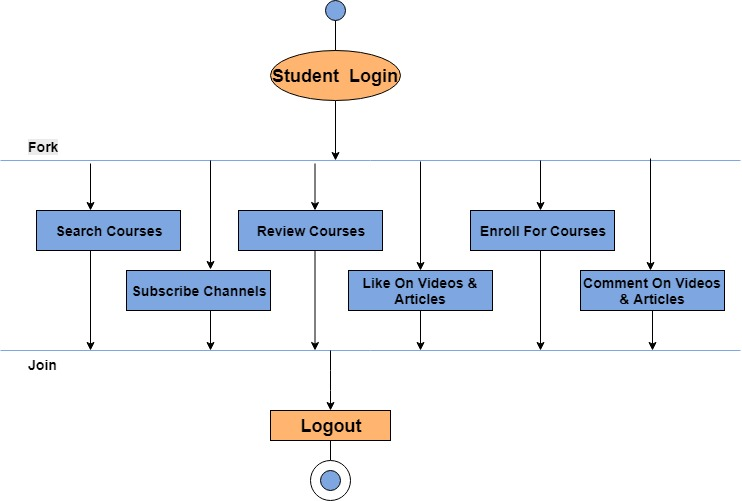 Student Login
Fork
Search Courses
Review Courses
Enroll For Courses
Subscribe Channels
Like On Videos &
Articles
Comment On Videos
& Articles
Join
Logout